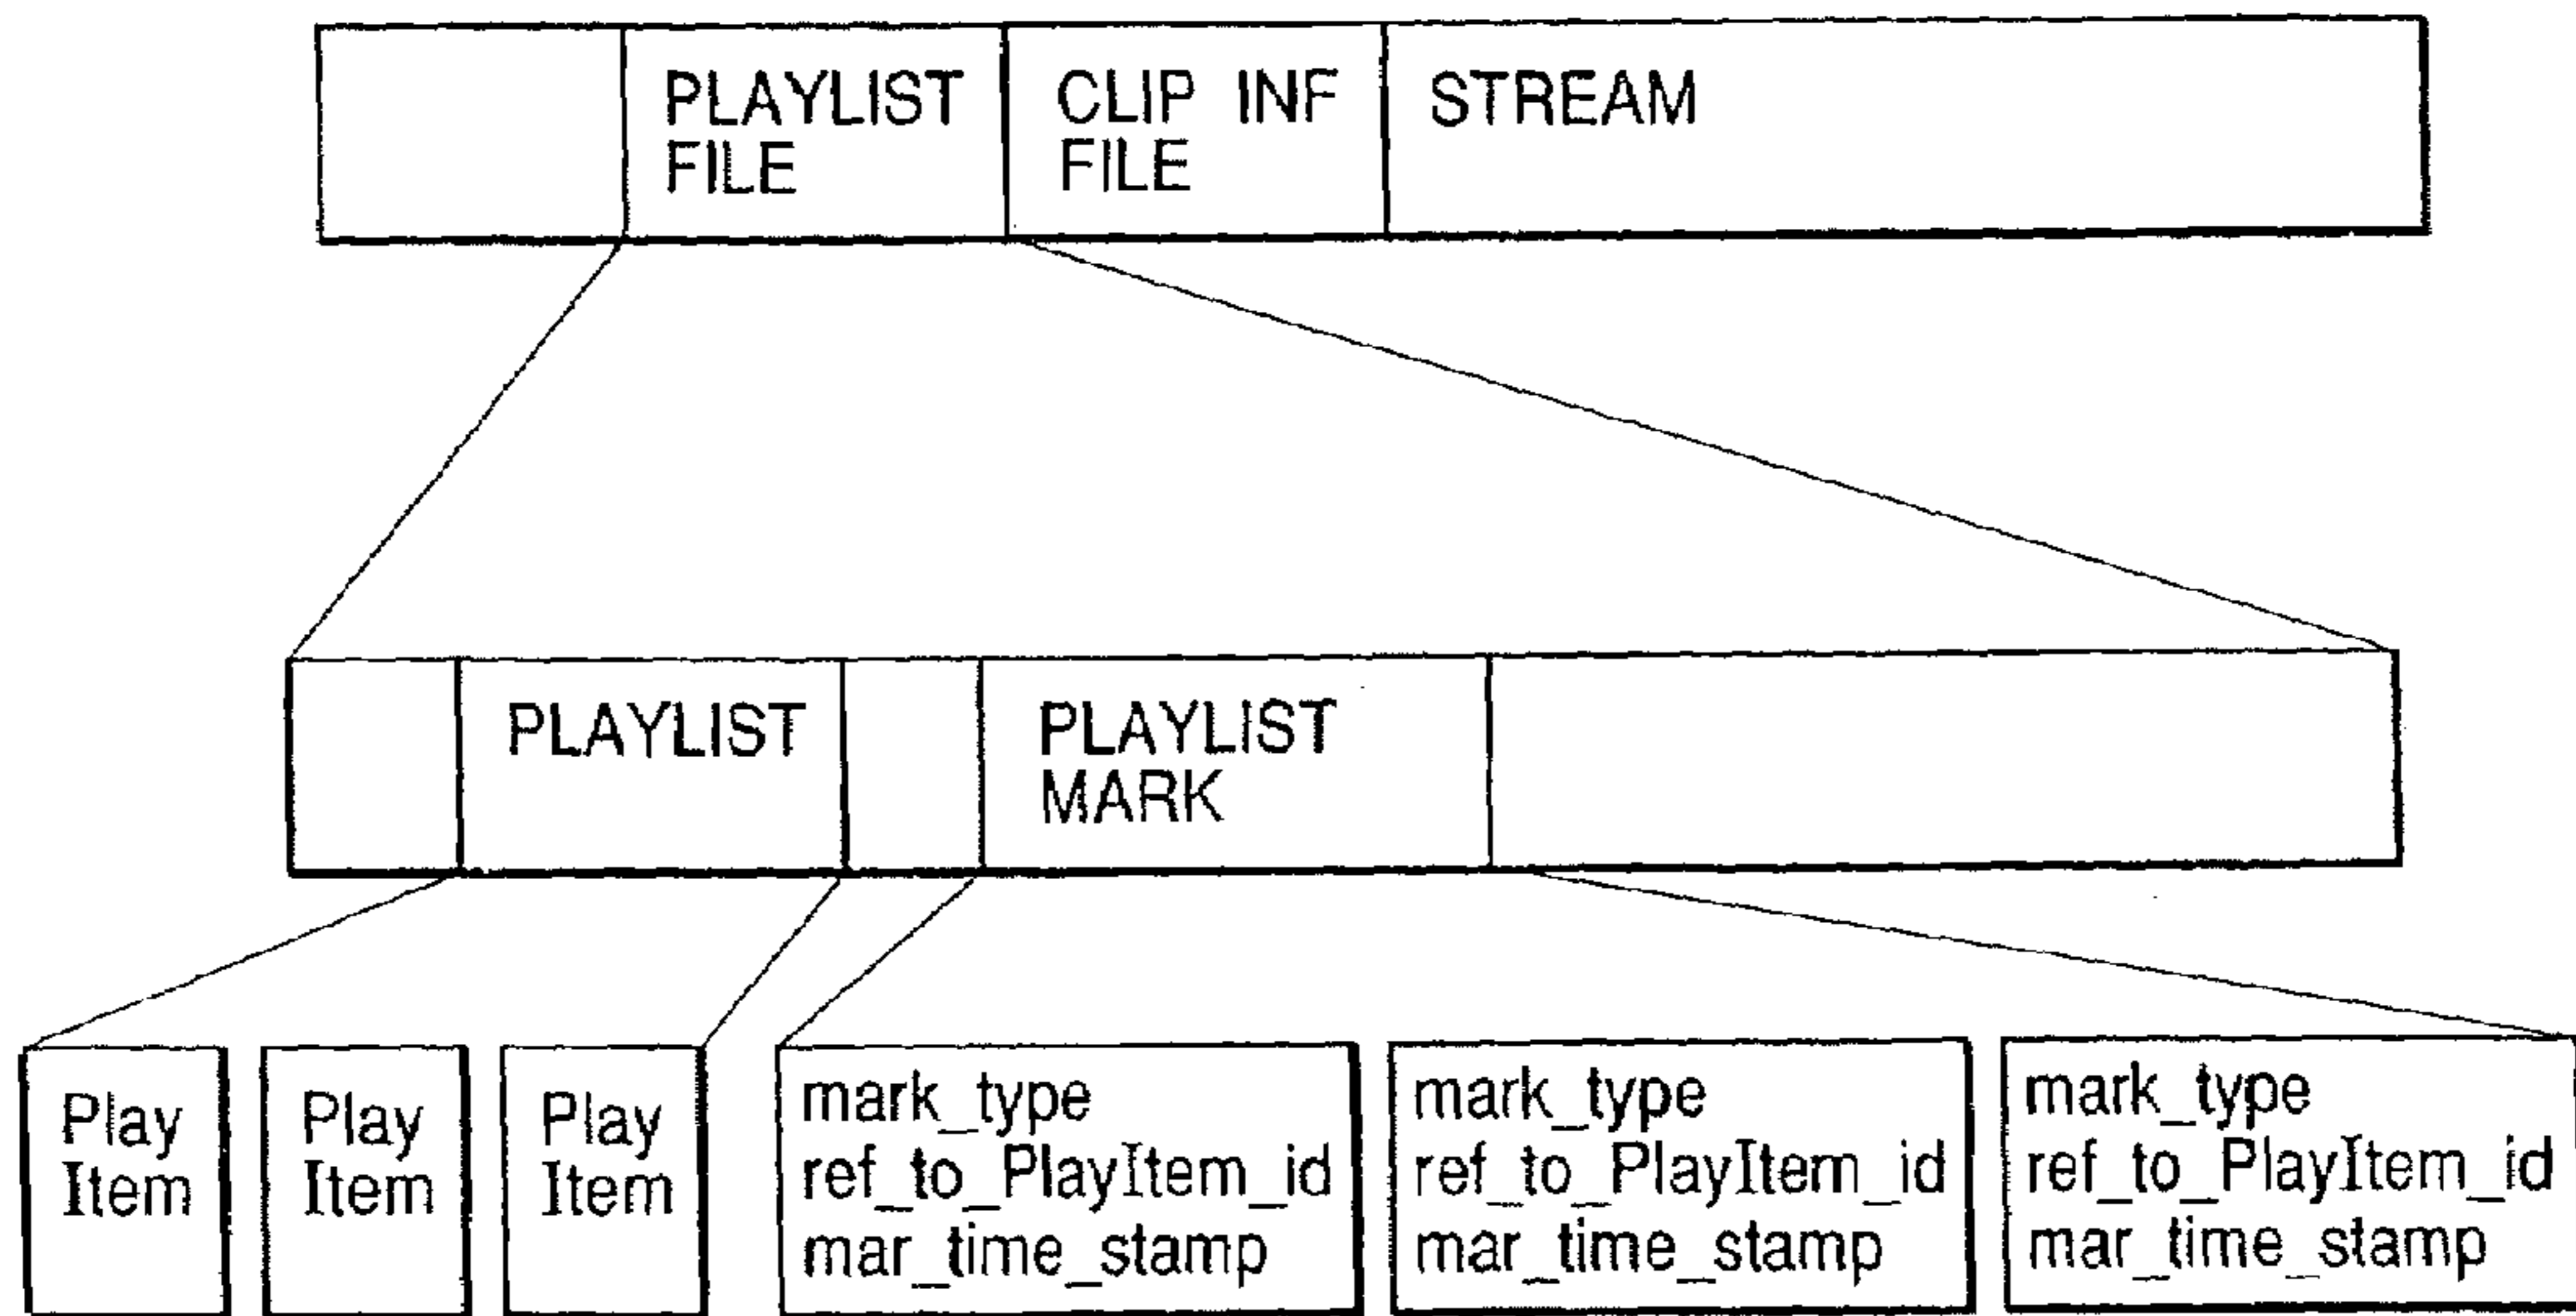 PLAYLIST
FILE
CLIP INF
FILE
STREAM
PLAYLIST
PLAYLIST
MARK
Play
Item
Play
Item
Play
Item
mark_type
ref_to_PlayItem_id
mar_time_stamp
mark_type
ref_to_PlayItem_id
mar_time_stamp
mark_type
ref_to_PlayItem_id
mar_time_stamp